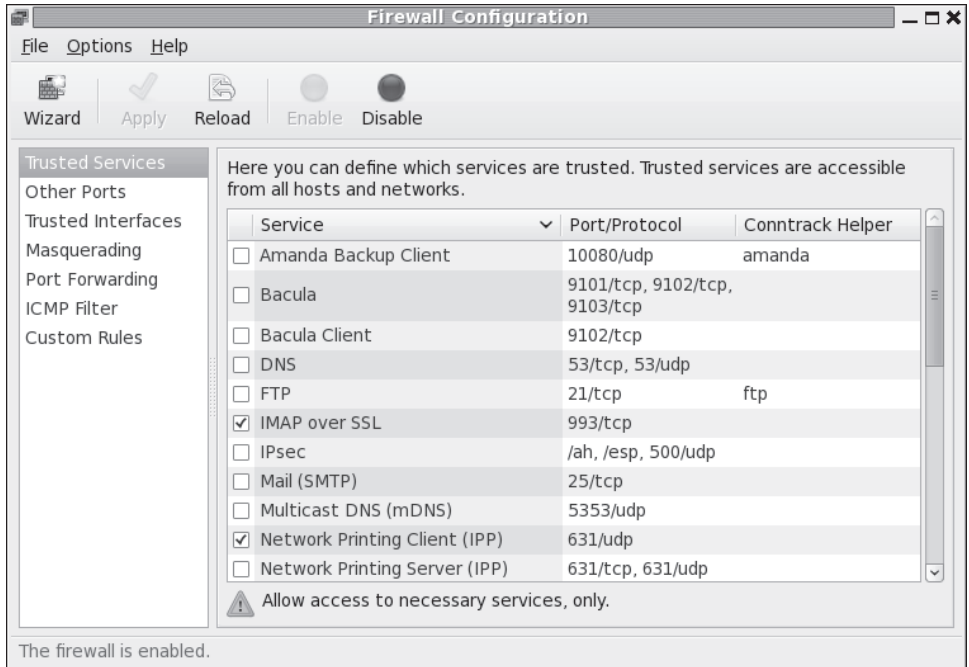 Firewall Configuration
File Options Help
Wizard Apply Reload Enable Disable
Trusted Services
Other Ports
Trusted Interfaces
Masquerading
Port Forwarding
ICMP Filter
Custom Rules
Here you can define which services are trusted. Trusted services are accessible
from all hosts and networks.
Service Port/Protocol Conntrack Helper
Amanda Backup Client 10080/udp amanda
Bacula 9101/tcp, 9102/tcp,
9103/tcp
Bacula Client 9102/tcp
DNS 53/tcp, 53/udp
FTP 21/tcp ftp
IMAP over SSL 993/tcp
IPsec /ah, /esp, 500/udp
Mail (SMTP) 25/tcp
Multicast DNS (mDNS) 5353/udp
Network Printing Client (IPP) 631/udp
Network Printing Server (IPP) 631/tcp, 631/udp
Allow access to necessary services, only.
The firewall is enabled.